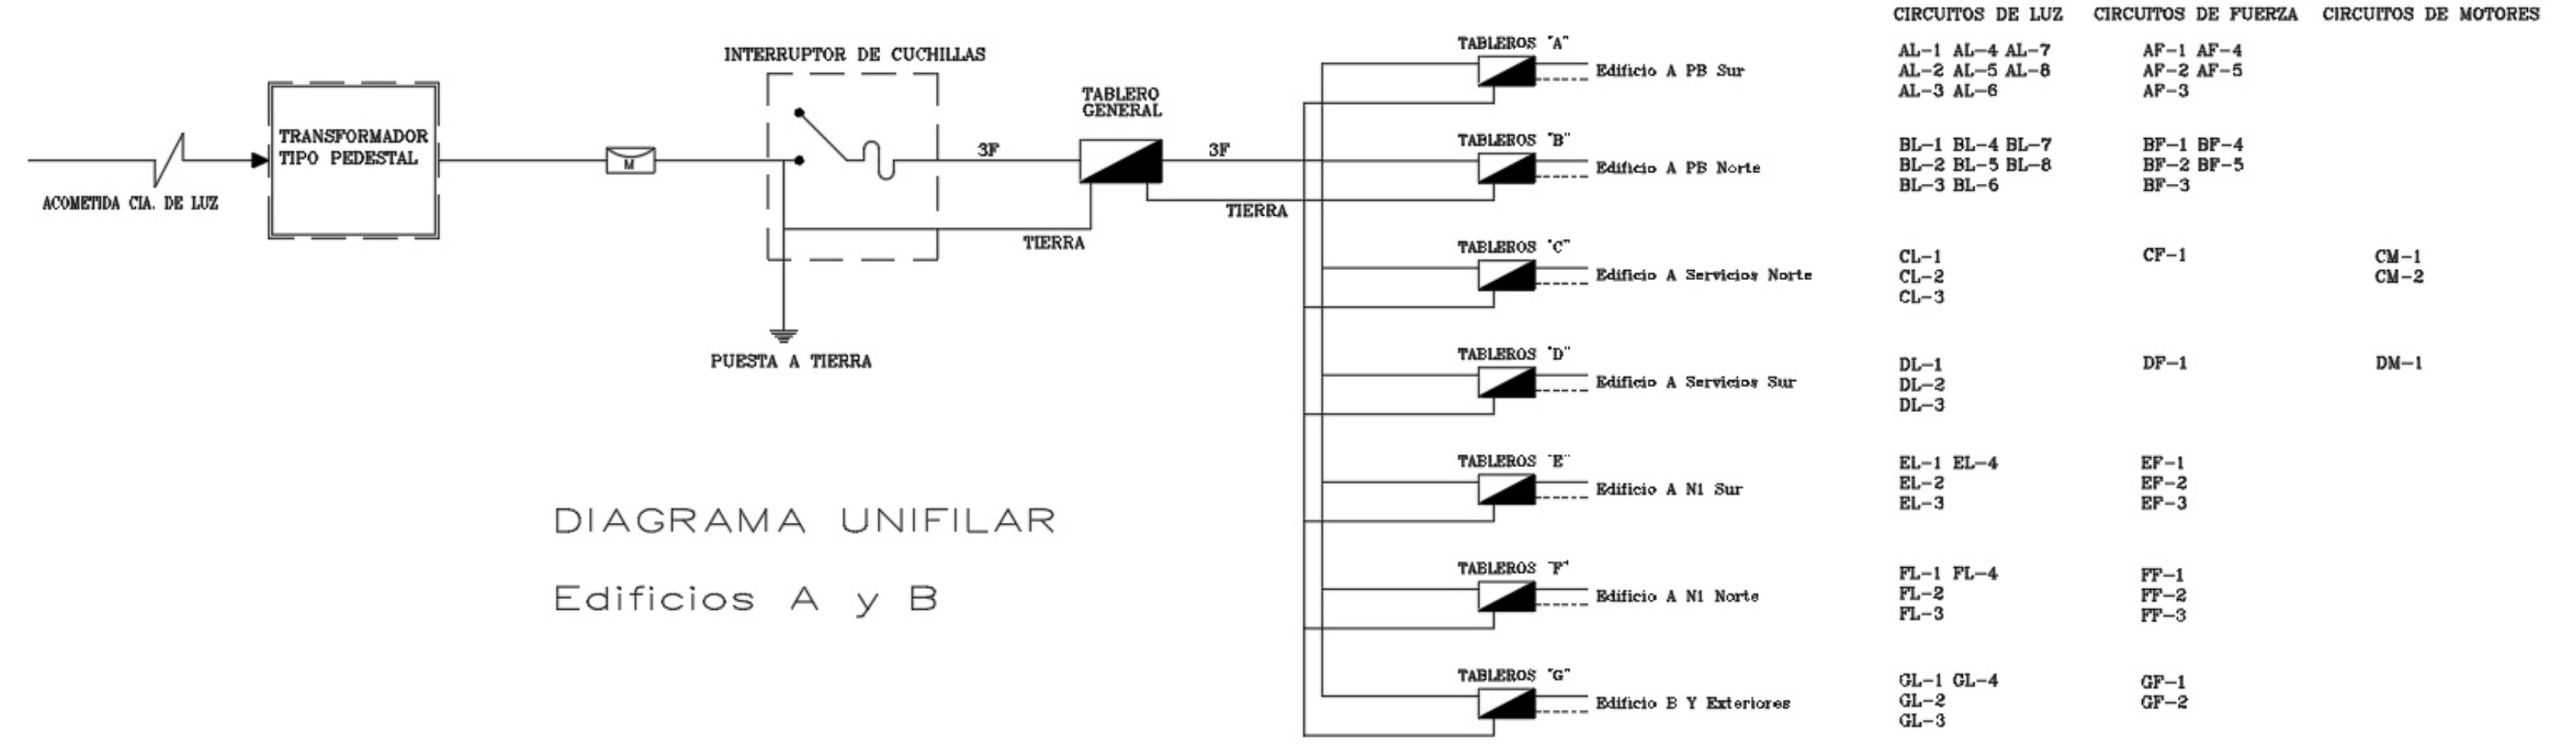 CIRCUITOS DE LUZ CIRCUITOS DE FUERZA CIRCUITOS DE MOTORES
INTERRUPTOR DE CUCHILLAS
TRANSFORMADOR
TIPO PEDESTAL
ACOMETIDA CIA. DE LUZ
M
3F
TABLERO
GENERAL
3F
TIERRA
TIERRA
PUESTA A TIERRA
DIAGRAMA UNIFILAR
Edificios A y B
TABLEROS "A"
Edificio A PB Sur
AL-1 AL-4 AL-7
AL-2 AL-5 AL-8
AL-3 AL-6
AF-1 AF-4
AF-2 AF-5
AF-3
TABLEROS "B"
Edificio A PB Norte
BL-1 BL-4 BL-7
BL-2 BL-5 BL-8
BL-3 BL-6
BF-1 BF-4
BF-2 BF-5
BF-3
TABLEROS "C"
Edificio A Servicios Norte
CL-1
CL-2
CL-3
CF-1
CM-1
CM-2
TABLEROS "D"
Edificio A Servicios Sur
DL-1
DL-2
DL-3
DF-1
DM-1
TABLEROS "E"
Edificio A N1 Sur
EL-1 EL-4
EL-2
EL-3
EF-1
EF-2
EF-3
TABLEROS "F"
Edificio A N1 Norte
FL-1 FL-4
FL-2
FL-3
FF-1
FF-2
FF-3
TABLEROS "G"
Edificio B Y Exteriores
GL-1 GL-4
GL-2
GL-3
GF-1
GF-2